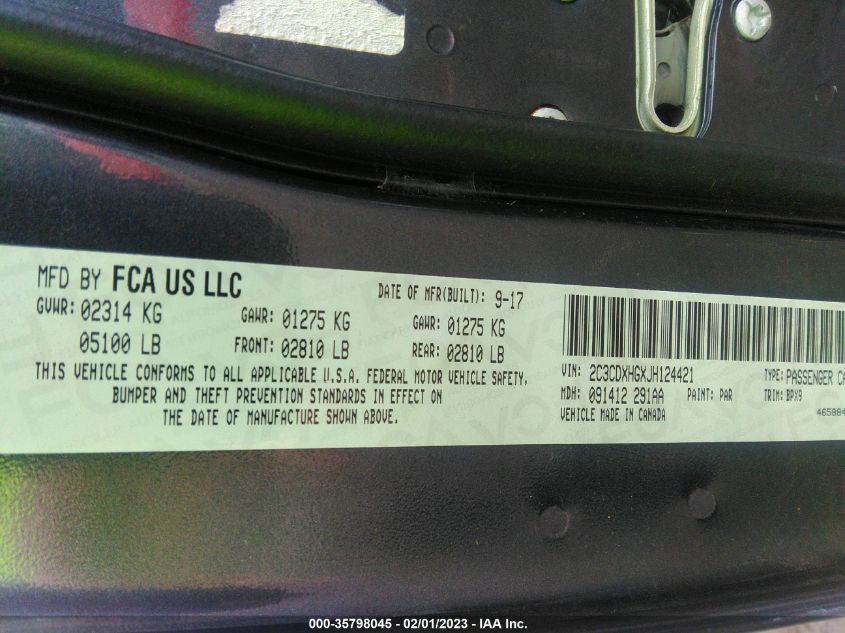 MFD BY FCA US LLC
DATE OF MFR(BUILT): 9-17
GVWR: 02314 KG
GAWR: 01275 KG
GAWR: 01275 KG
05100 LB
FRONT: 02810 LB
REAR: 02810 LB
THIS VEHICLE CONFORMS TO ALL APPLICABLE U.S.A. FEDERAL MOTOR VEHICLE SAFETY,
BUMPER AND THEFT PREVENTION STANDARDS IN EFFECT ON
THE DATE OF MANUFACTURE SHOWN ABOVE.
VIN: 2C3CDXHGXJH124421
TYPE: PASSENGER CA
MDH: 091412 291AA
PAINT: PAR
TRIM: BPX9
VEHICLE MADE IN CANADA
465884
000-35798045 - 02/01/2023 - IAA Inc.